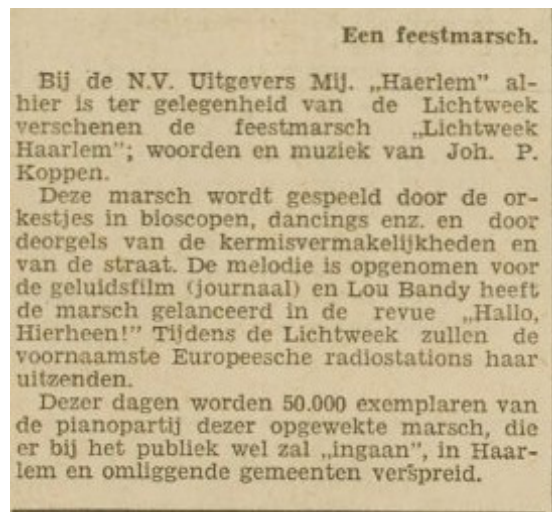 Een feestmarsch.
Bij de N.V. Uitgevers Mij. „Haerlem” al-
hier is ter gelegenheid van de Lichtweek
verschenen de feestmarsch „Lichtweek
Haarlem”; woorden en muziek van Joh. P.
Koppen.
Deze marsch wordt gespeeld door de or-
kestjes in bioscopen, dancings enz. en door
deorgels van de kermisvermakelijkheden en
van de straat. De melodie is opgenomen voor
de geluidsfilm (journaal) en Lou Bandy heeft
de marsch gelanceerd in de revue „Hallo,
Hierheen!” Tijdens de Lichtweek zullen de
voornaamste Europeesche radiostations haar
uitzenden.
Dezer dagen worden 50.000 exemplaren van
de pianopartij dezer opgewekte marsch, die
er bij het publiek wel zal „ingaan”, in Haar-
lem en omliggende gemeenten verspreid.